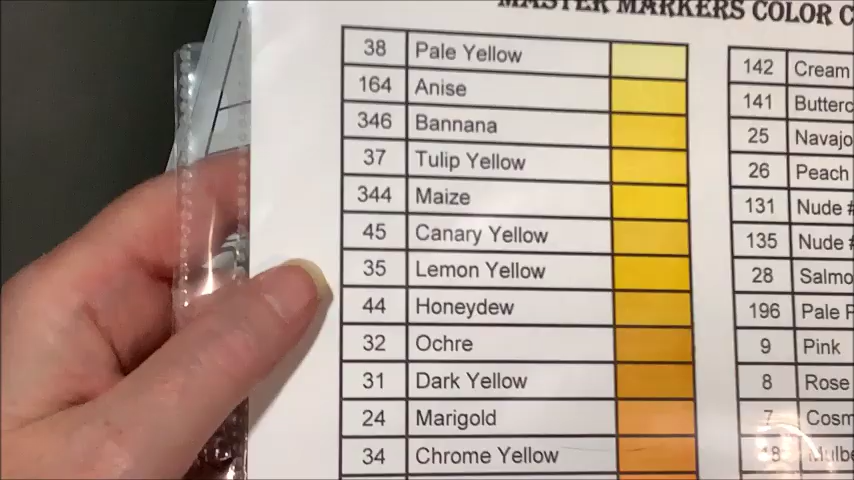 MASTER MARKERS COLOR C
38 Pale Yellow
164 Anise
346 Bannana
37 Tulip Yellow
344 Maize
45 Canary Yellow
35 Lemon Yellow
44 Honeydew
32 Ochre
31 Dark Yellow
24 Marigold
34 Chrome Yellow
142 Cream
141 Butterc
25 Navajo
26 Peach
131 Nude #
135 Nude #
28 Salmo
196 Pale P
9 Pink
8 Rose
7 Cosm
18 Mulbe